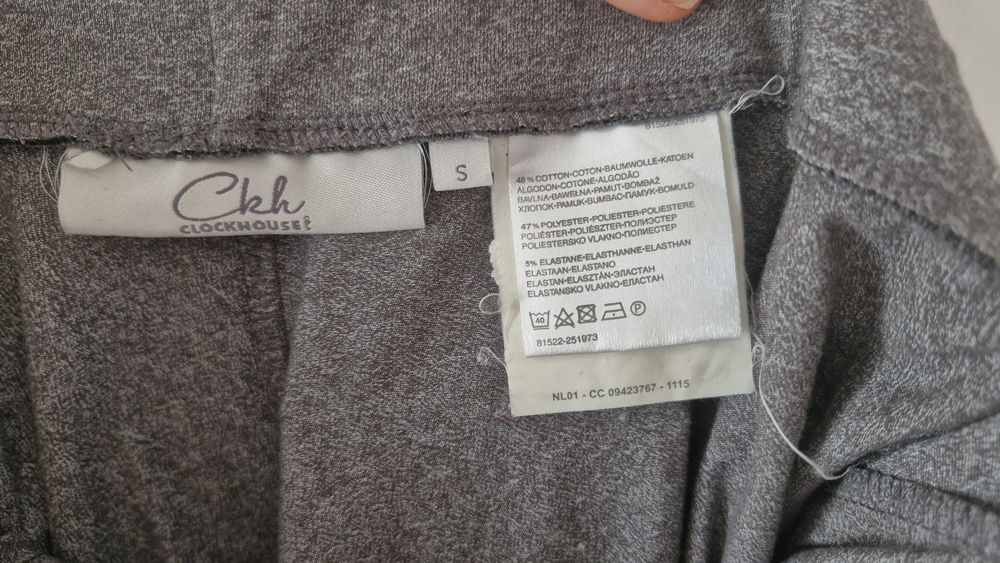 Ckh
CLOCKHOUSE
S
81522-251973
48% COTTON•COTON•BAUMWOLLE•KATOEN
ALGODON•COTONE•ALGODÃO
BAVLNA•BAWEŁNA•PAMUT•BOMBAŽ
ХЛОПОК•PAMUK•BUMBAC•ПАМУК•BOMULD
47% POLYESTER•POLIESTER•POLIESTERE
POLIÉSTER•POLIÉSZTER•ПОЛИЭСТЕР
POLIESTERSKO VLAKNO•ПОЛИЕСТЕР
5% ELASTANE•ELASTHANNE•ELASTHAN
ELASTAAN•ELASTANO
ELASTAN•ELASZTÁN•ЭЛАСТАН
ELASTANSKO VLAKNO•ЕЛАСТАН
40
P
81522-251973
NL01 - CC 09423767 - 1115